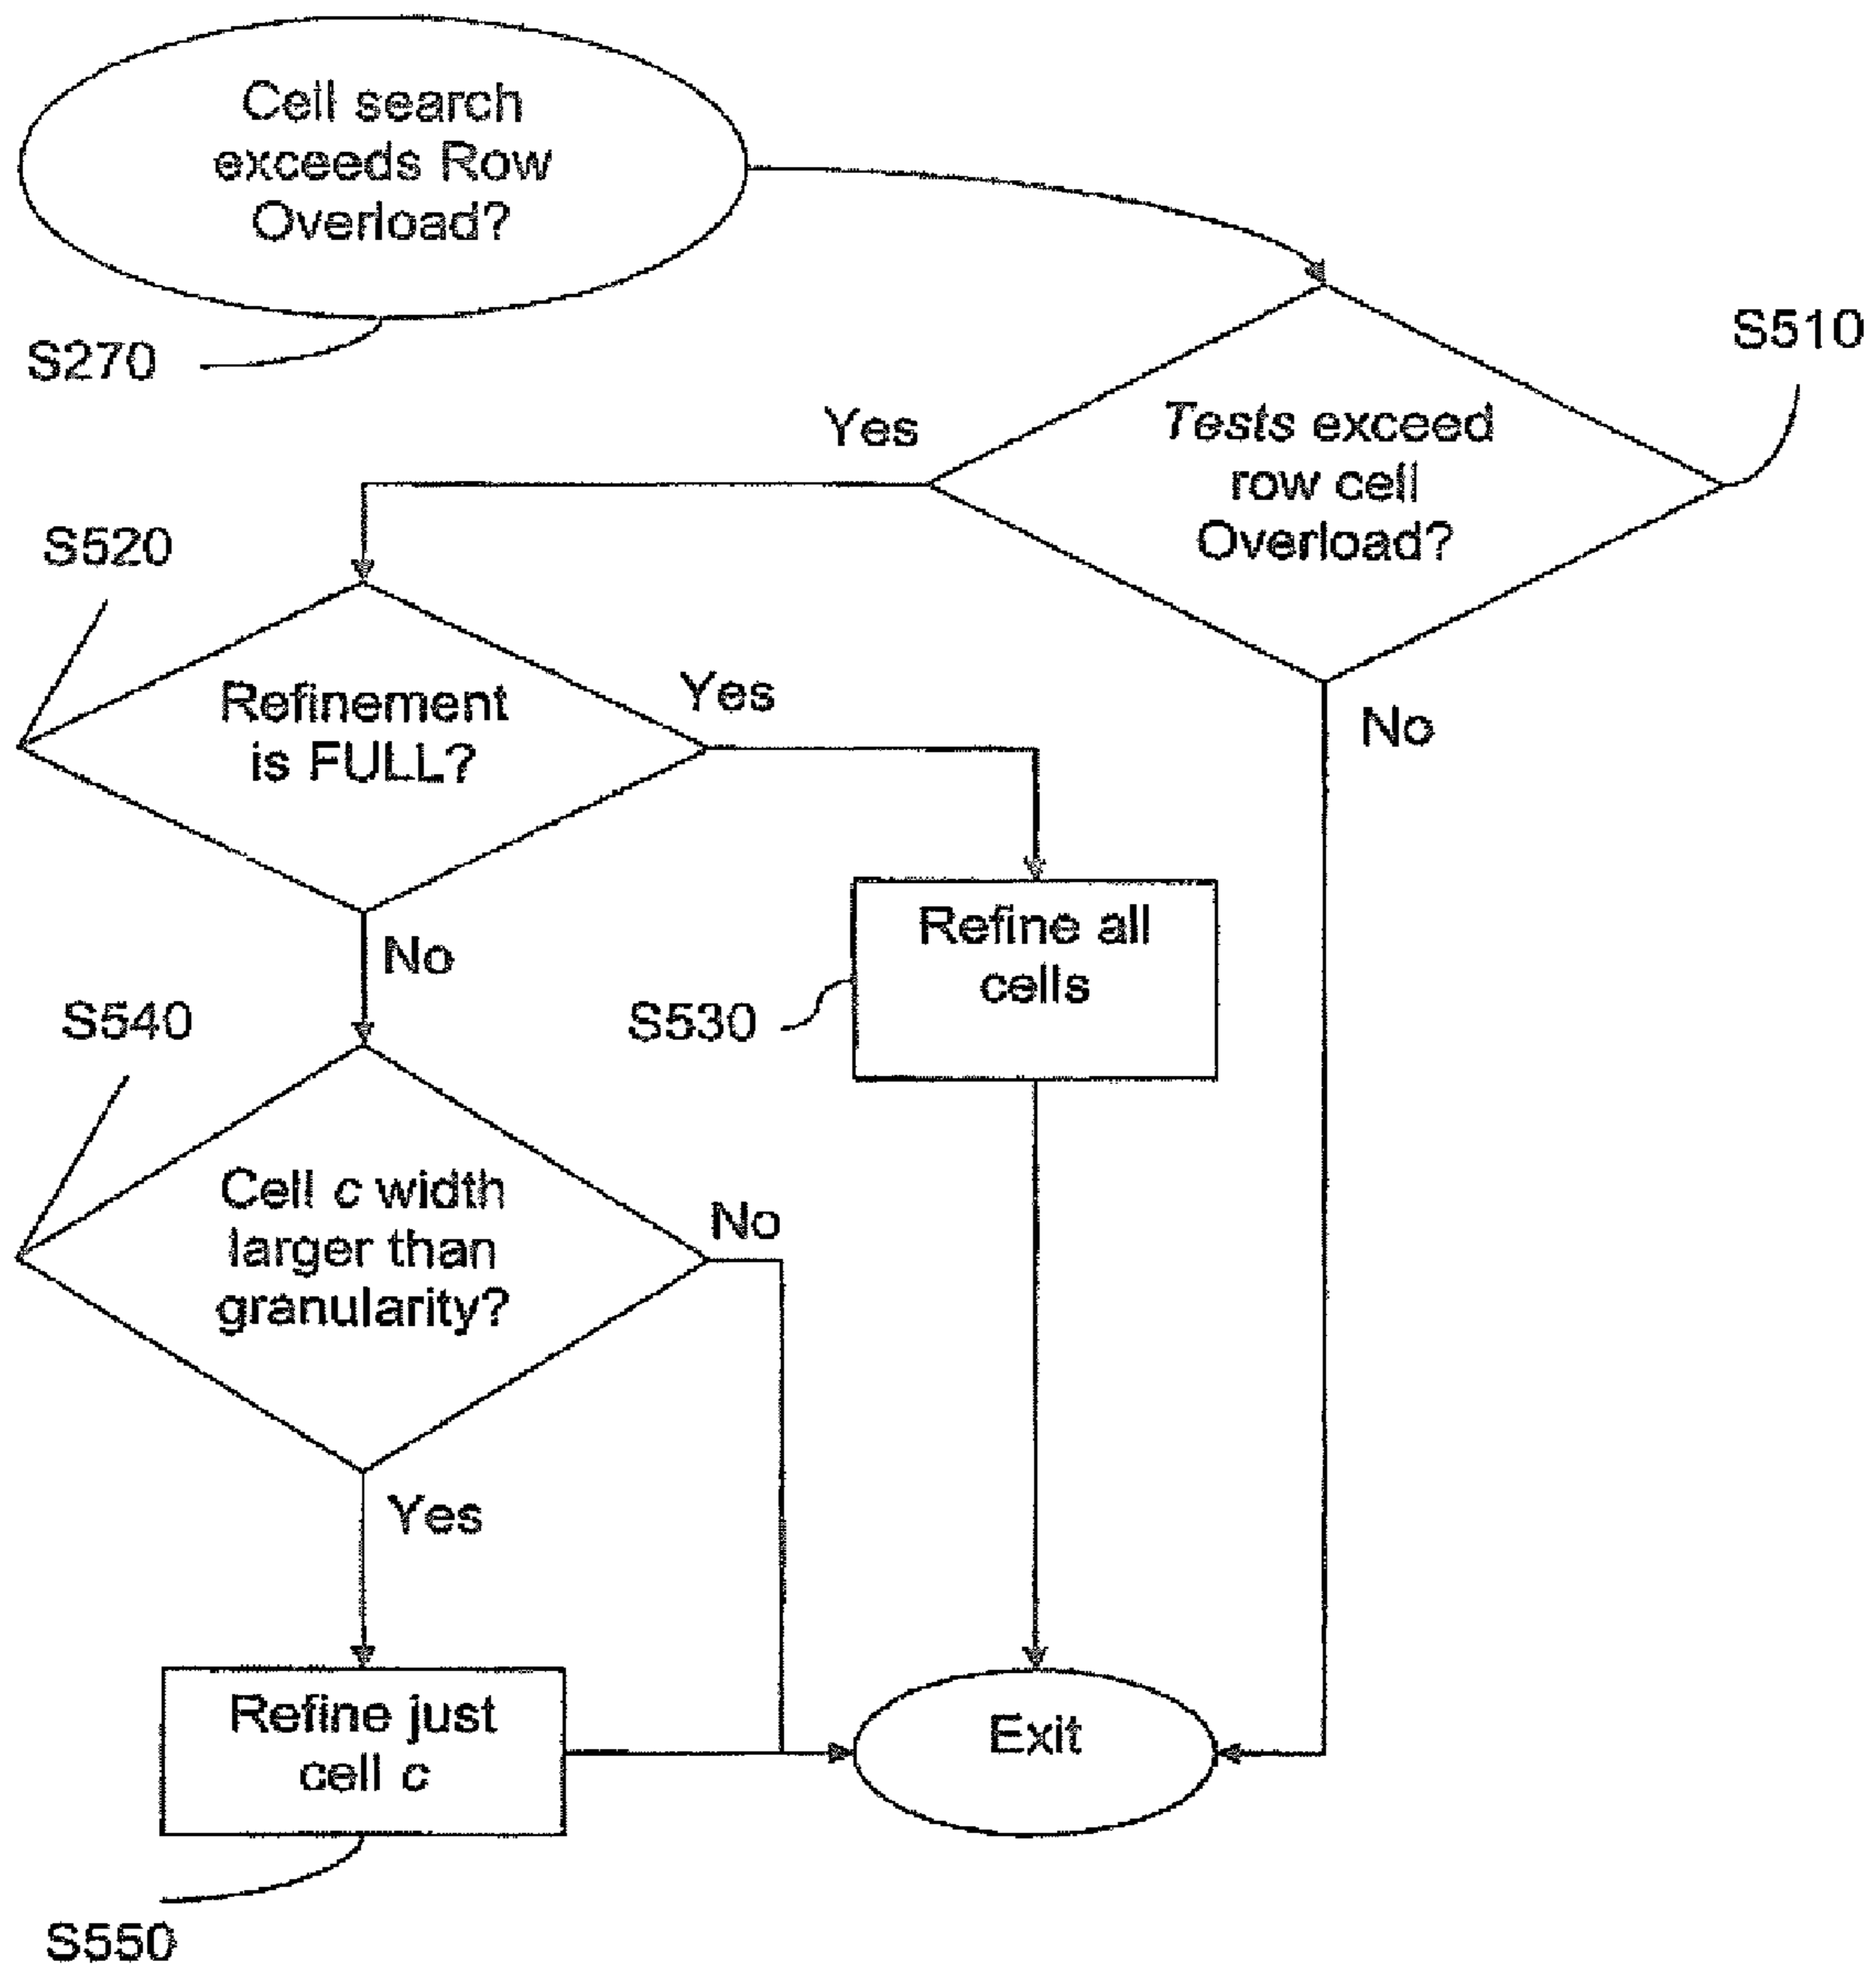 Cell search
exceeds Row
Overload?
S270
S510
Tests exceed
row cell
Overload?
Yes
No
S520
Refinement
is FULL?
Yes
No
Refine all
cells
S530
S540
Cell c width
larger than
granularity?
No
Yes
Refine just
cell c
Exit
S550